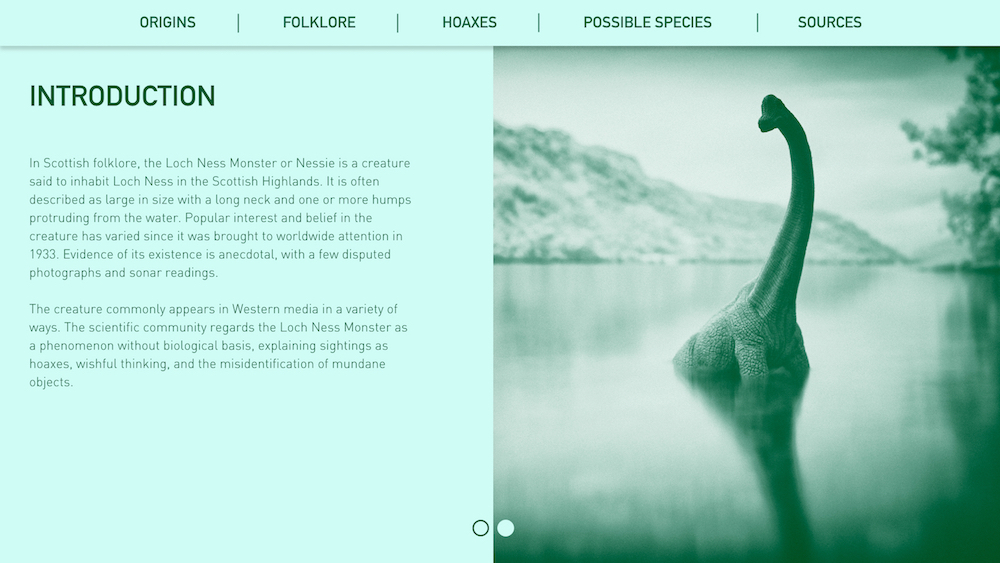 ORIGINS | FOLKLORE | HOAXES | POSSIBLE SPECIES | SOURCES
INTRODUCTION
In Scottish folklore, the Loch Ness Monster or Nessie is a creature
said to inhabit Loch Ness in the Scottish Highlands. It is often
described as large in size with a long neck and one or more humps
protruding from the water. Popular interest and belief in the
creature has varied since it was brought to worldwide attention in
1933. Evidence of its existence is anecdotal, with a few disputed
photographs and sonar readings.
The creature commonly appears in Western media in a variety of
ways. The scientific community regards the Loch Ness Monster as
a phenomenon without biological basis, explaining sightings as
hoaxes, wishful thinking, and the misidentification of mundane
objects.